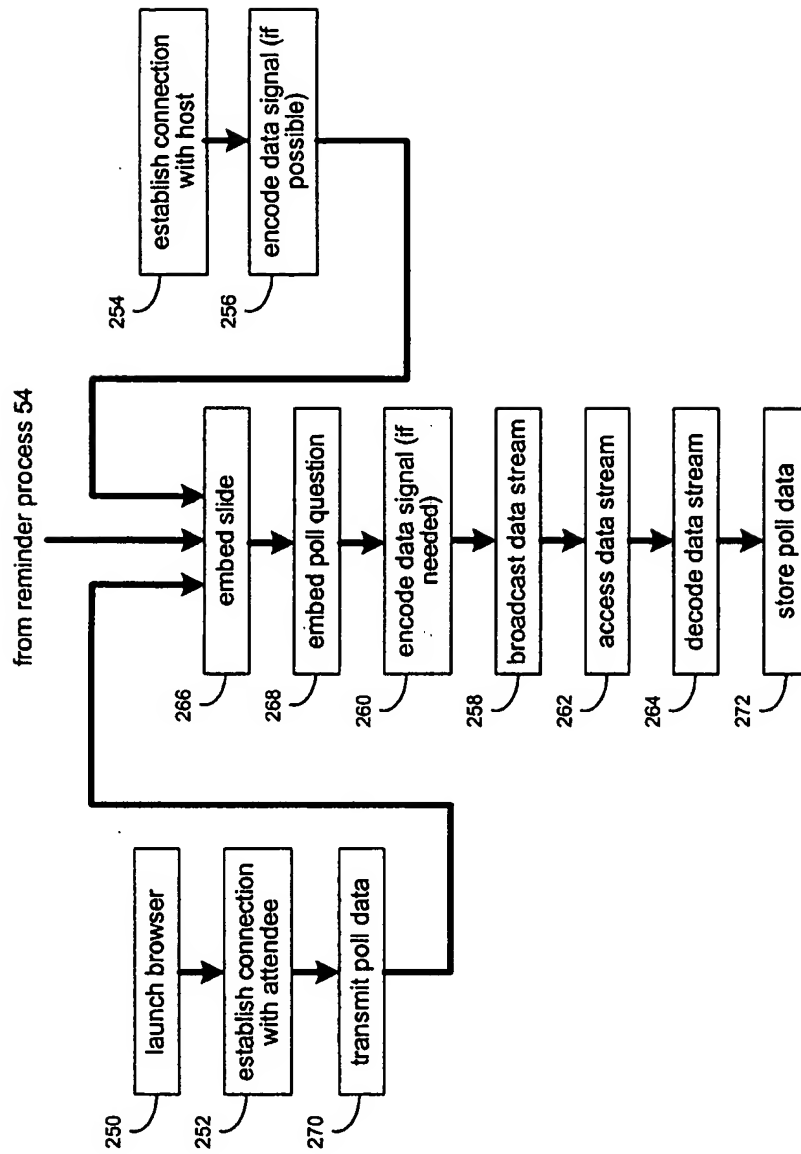 from reminder process 54
250
launch browser
252
establish connection
with attendee
270
transmit poll data
266
embed slide
268
embed poll question
260
encode data signal (if
needed)
258
broadcast data stream
262
access data stream
264
decode data stream
272
store poll data
254
establish connection
with host
256
encode data signal (if
possible)